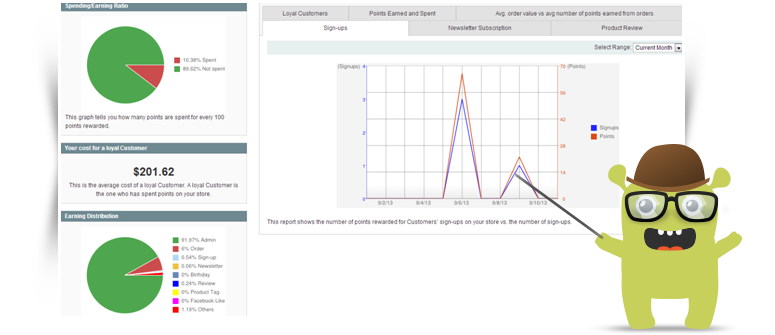 Spending/Earning Ratio
10.38% Spent
89.62% Not spent
This graph tells you how many points are spent for every 100
points rewarded.
Your cost for a loyal Customer
$201.62
This is the average cost of a loyal Customer. A loyal Customer is
the one who has spent points on your store.
Earning Distribution
91.97% Admin
6% Order
0.54% Sign-up
0.06% Newsletter
0% Birthday
0.24% Review
0% Product Tag
0% Facebook Like
1.19% Others
Loyal Customers
Points Earned and Spent
Avg. order value vs avg number of points earned from orders
Sign-ups
Newsletter Subscription
Product Review
Select Range: Current Month
(Signups) 4
70 (Points)
3
56
42
2
28
1
14
0
0
9/2/13
9/4/13
9/6/13
9/8/13
9/10/12
Signups
Points
This report shows the number of points rewarded for Customers' sign-ups on your store vs. the number of sign-ups.